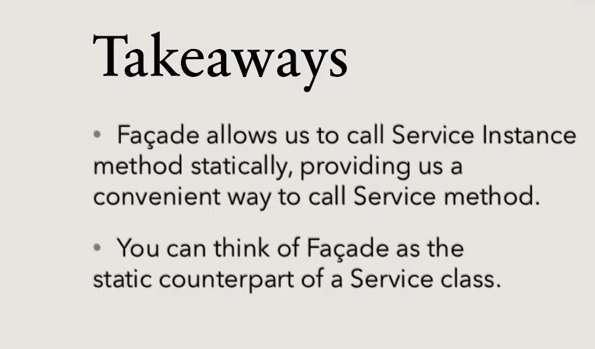 Takeaways
• Façade allows us to call Service Instance
method statically, providing us a
convenient way to call Service method.
• You can think of Façade as the
static counterpart of a Service class.